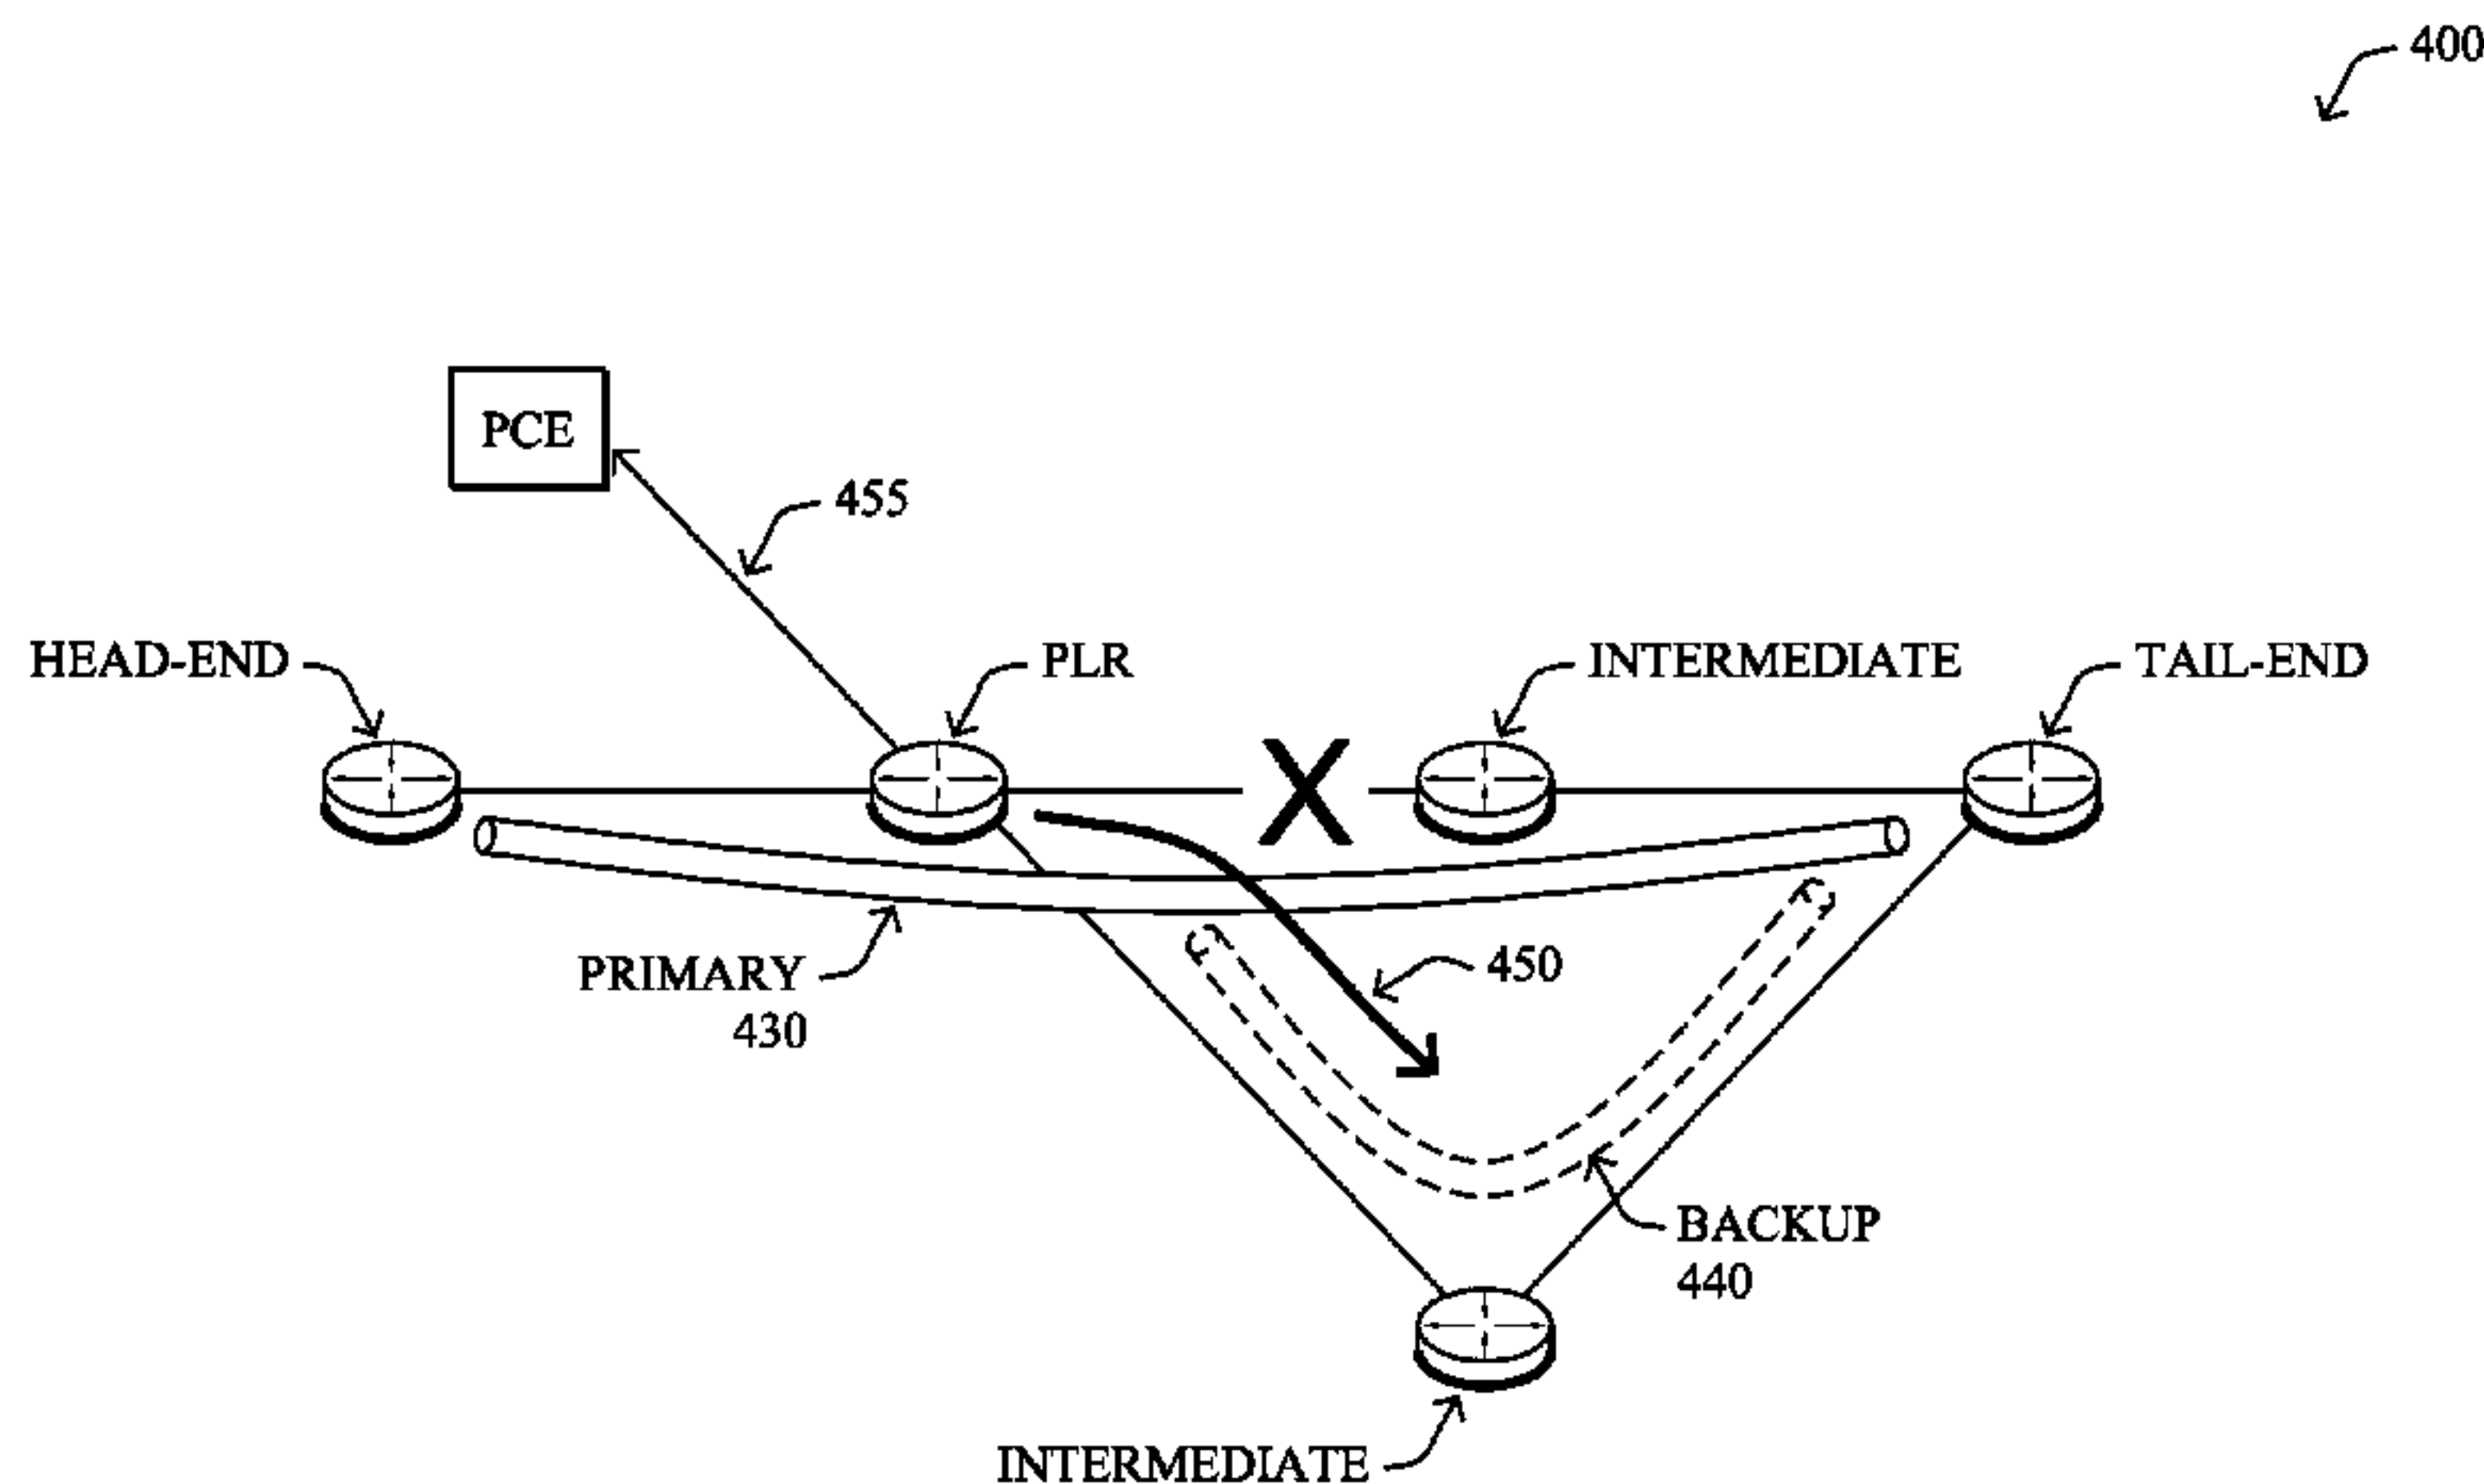 400
PCE
455
HEAD-END
PLR
INTERMEDIATE
TAIL-END
PRIMARY
430
450
BACKUP
440
INTERMEDIATE